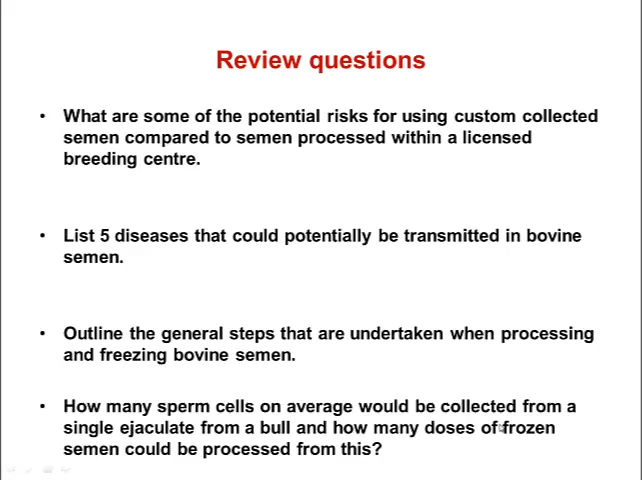 Review questions
• What are some of the potential risks for using custom collected
semen compared to semen processed within a licensed
breeding centre.
• List 5 diseases that could potentially be transmitted in bovine
semen.
• Outline the general steps that are undertaken when processing
and freezing bovine semen.
• How many sperm cells on average would be collected from a
single ejaculate from a bull and how many doses of frozen
semen could be processed from this?